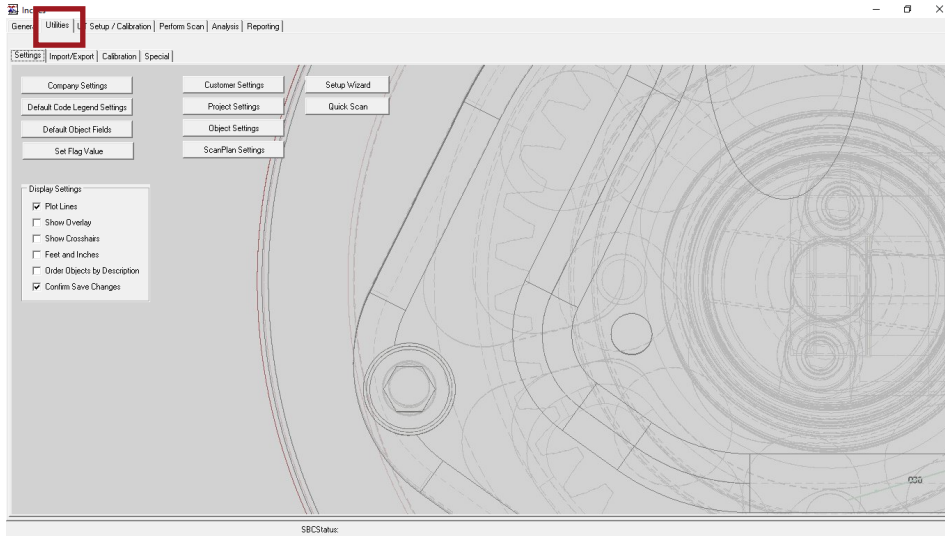 General Utilities UT Setup / Calibration Perform Scan Analysis Reporting
Settings Import/Export Calibration Special
Company Settings Customer Settings Setup Wizard
Default Code Legend Settings Project Settings Quick Scan
Default Object Fields Object Settings
Set Flag Value ScanPlan Settings
Display Settings
Plot Lines
Show Overlay
Show Crosshairs
Feet and Inches
Order Objects by Description
Confirm Save Changes
SBCStatus: